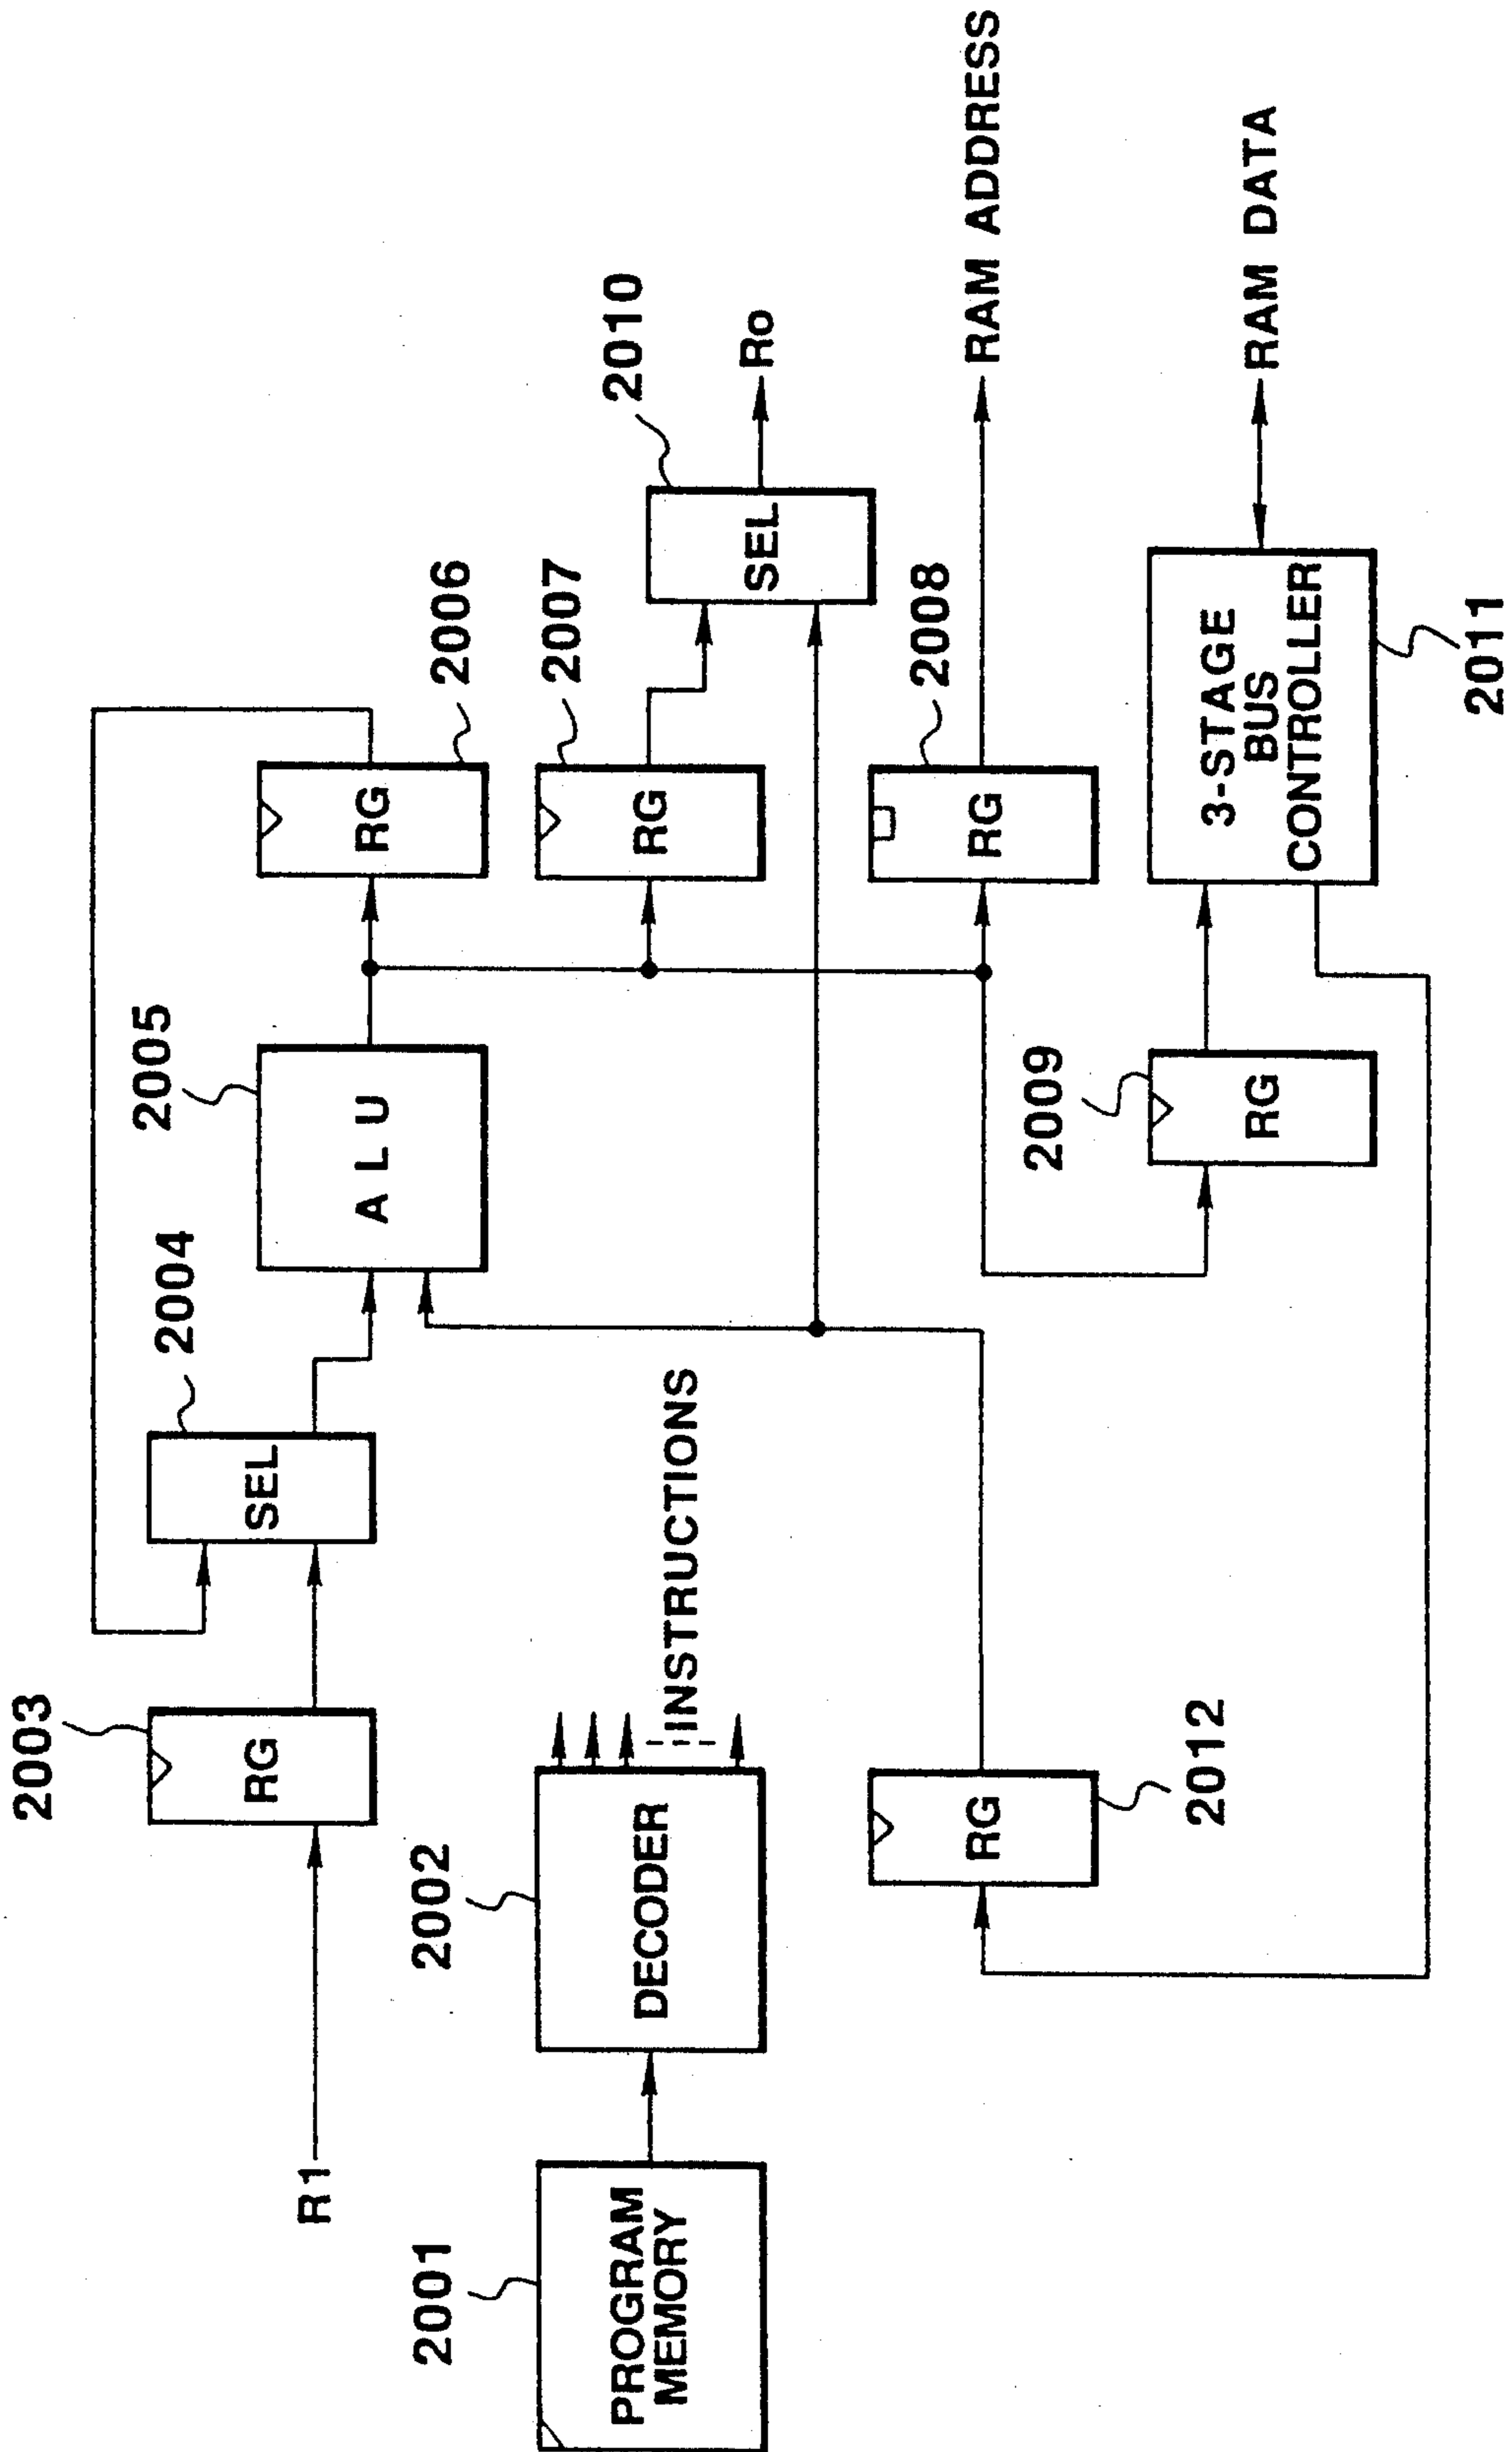 2003
2004
2005
RG
SEL
R1
ALU
RG
2001
2002
2006
2007
2010
PROGRAM
MEMORY
DECODER
INSTRUCTIONS
RG
SEL
Ro
2008
RG
RG
RAM ADDRESS
2012
2009
RG
3-STAGE
BUS
CONTROLLER
RAM DATA
2011